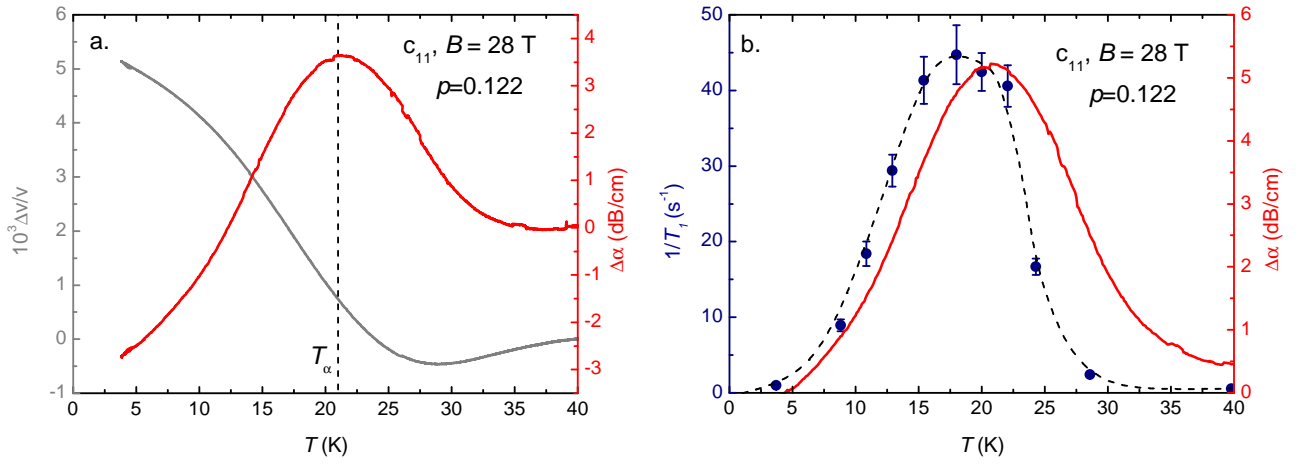 a.
c₁₁, B = 28 T
p=0.122
10³Δv/v
6
5
4
3
2
1
0
-1
Δα (dB/cm)
4
3
2
1
0
-1
-2
-3
T_α
0 5 10 15 20 25 30 35 40
T (K)
b.
c₁₁, B = 28 T
p=0.122
1/T₁ (s⁻¹)
50
40
30
20
10
0
Δα (dB/cm)
6
5
4
3
2
1
0
0 5 10 15 20 25 30 35 40
T (K)